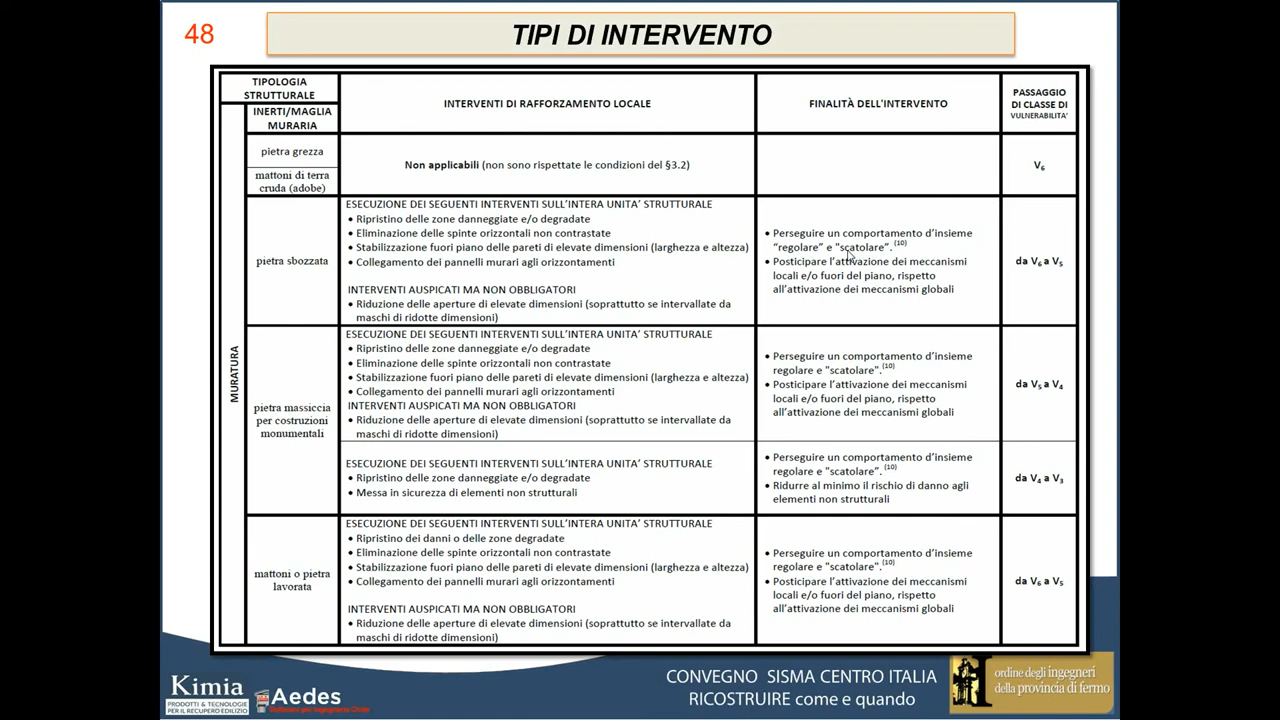 48
TIPI DI INTERVENTO
TIPOLOGIA
STRUTTURALE
INERTI/MAGLIA
MURARIA
INTERVENTI DI RAFFORZAMENTO LOCALE
FINALITÀ DELL'INTERVENTO
PASSAGGIO
DI CLASSE DI
VULNERABILITA'
MURATURA
pietra grezza
mattoni di terra
cruda (adobe)
Non applicabili (non sono rispettate le condizioni del §3.2)
V6
pietra sbozzata
ESECUZIONE DEI SEGUENTI INTERVENTI SULL'INTERA UNITA' STRUTTURALE
• Ripristino delle zone danneggiate e/o degradate
• Eliminazione delle spinte orizzontali non contrastate
• Stabilizzazione fuori piano delle pareti di elevate dimensioni (larghezza e altezza)
• Collegamento dei pannelli murari agli orizzontamenti
INTERVENTI AUSPICATI MA NON OBBLIGATORI
• Riduzione delle aperture di elevate dimensioni (soprattutto se intervallate da
maschi di ridotte dimensioni)
• Perseguire un comportamento d'insieme
"regolare" e "scatolare". (10)
• Posticipare l'attivazione dei meccanismi
locali e/o fuori del piano, rispetto
all'attivazione dei meccanismi globali
da V6 a V5
pietra massiccia
per costruzioni
monumentali
ESECUZIONE DEI SEGUENTI INTERVENTI SULL'INTERA UNITA' STRUTTURALE
• Ripristino delle zone danneggiate e/o degradate
• Eliminazione delle spinte orizzontali non contrastate
• Stabilizzazione fuori piano delle pareti di elevate dimensioni (larghezza e altezza)
• Collegamento dei pannelli murari agli orizzontamenti
INTERVENTI AUSPICATI MA NON OBBLIGATORI
• Riduzione delle aperture di elevate dimensioni (soprattutto se intervallate da
maschi di ridotte dimensioni)
• Perseguire un comportamento d'insieme
regolare e "scatolare". (10)
• Posticipare l'attivazione dei meccanismi
locali e/o fuori del piano, rispetto
all'attivazione dei meccanismi globali
da V5 a V4
ESECUZIONE DEI SEGUENTI INTERVENTI SULL'INTERA UNITA' STRUTTURALE
• Ripristino delle zone danneggiate e/o degradate
• Messa in sicurezza di elementi non strutturali
• Perseguire un comportamento d'insieme
regolare e "scatolare". (10)
• Ridurre al minimo il rischio di danno agli
elementi non strutturali
da V4 a V3
mattoni o pietra
lavorata
ESECUZIONE DEI SEGUENTI INTERVENTI SULL'INTERA UNITA' STRUTTURALE
• Ripristino dei danni o delle zone degradate
• Eliminazione delle spinte orizzontali non contrastate
• Stabilizzazione fuori piano delle pareti di elevate dimensioni (larghezza e altezza)
• Collegamento dei pannelli murari agli orizzontamenti
INTERVENTI AUSPICATI MA NON OBBLIGATORI
• Riduzione delle aperture di elevate dimensioni (soprattutto se intervallate da
maschi di ridotte dimensioni)
• Perseguire un comportamento d'insieme
regolare e "scatolare". (10)
• Posticipare l'attivazione dei meccanismi
locali e/o fuori del piano, rispetto
all'attivazione dei meccanismi globali
da V6 a V5
Kimia
PRODOTTI & TECNOLOGIE
PER IL RECUPERO EDILIZIO
Aedes
Software per Ingegneria Civile
CONVEGNO SISMA CENTRO ITALIA
RICOSTRUIRE come e quando
ordine degli ingegneri
della provincia di fermo